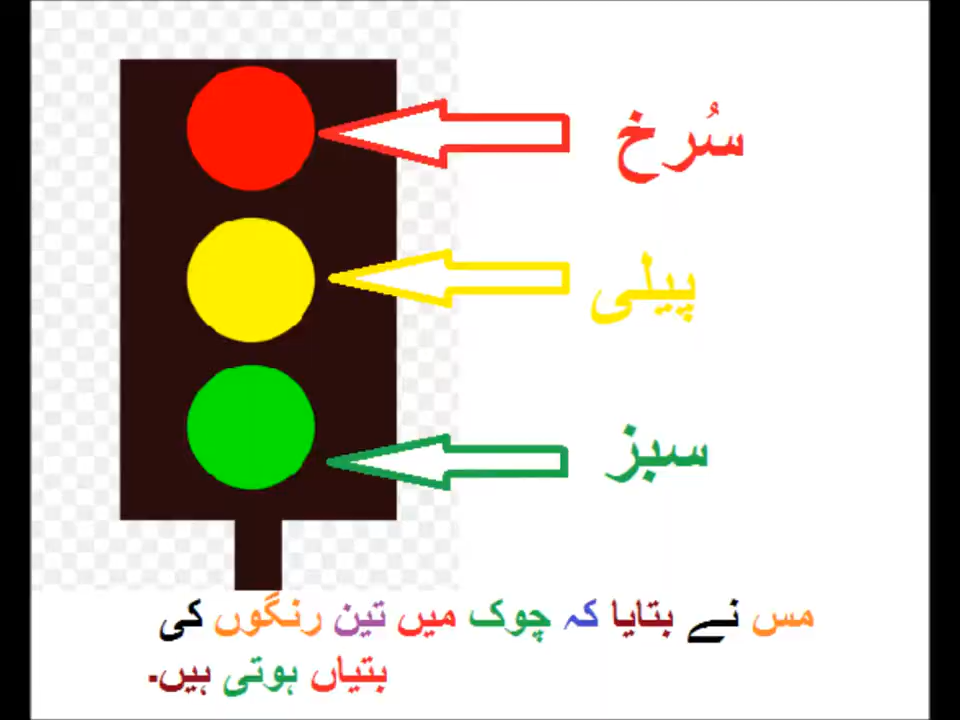 سُرخ
پیلی
سبز
مس نے بتایا کہ چوک میں تین رنگوں کی
بتیاں ہوتی ہیں۔